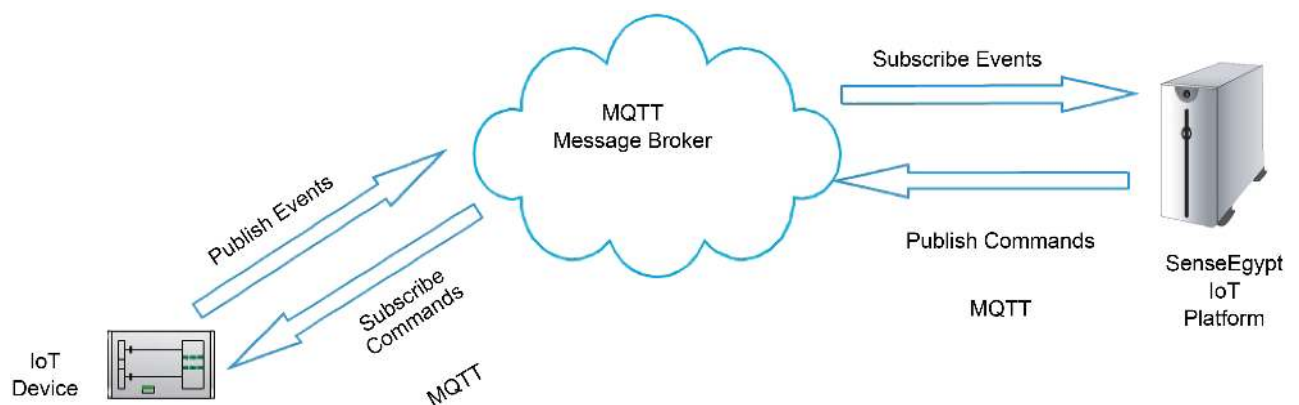 Subscribe Events
MQTT
Message Broker
Publish Events
Publish Commands
SenseEgypt
IoT
Platform
Subscribe
Commands
MQTT
IoT
Device
MQTT